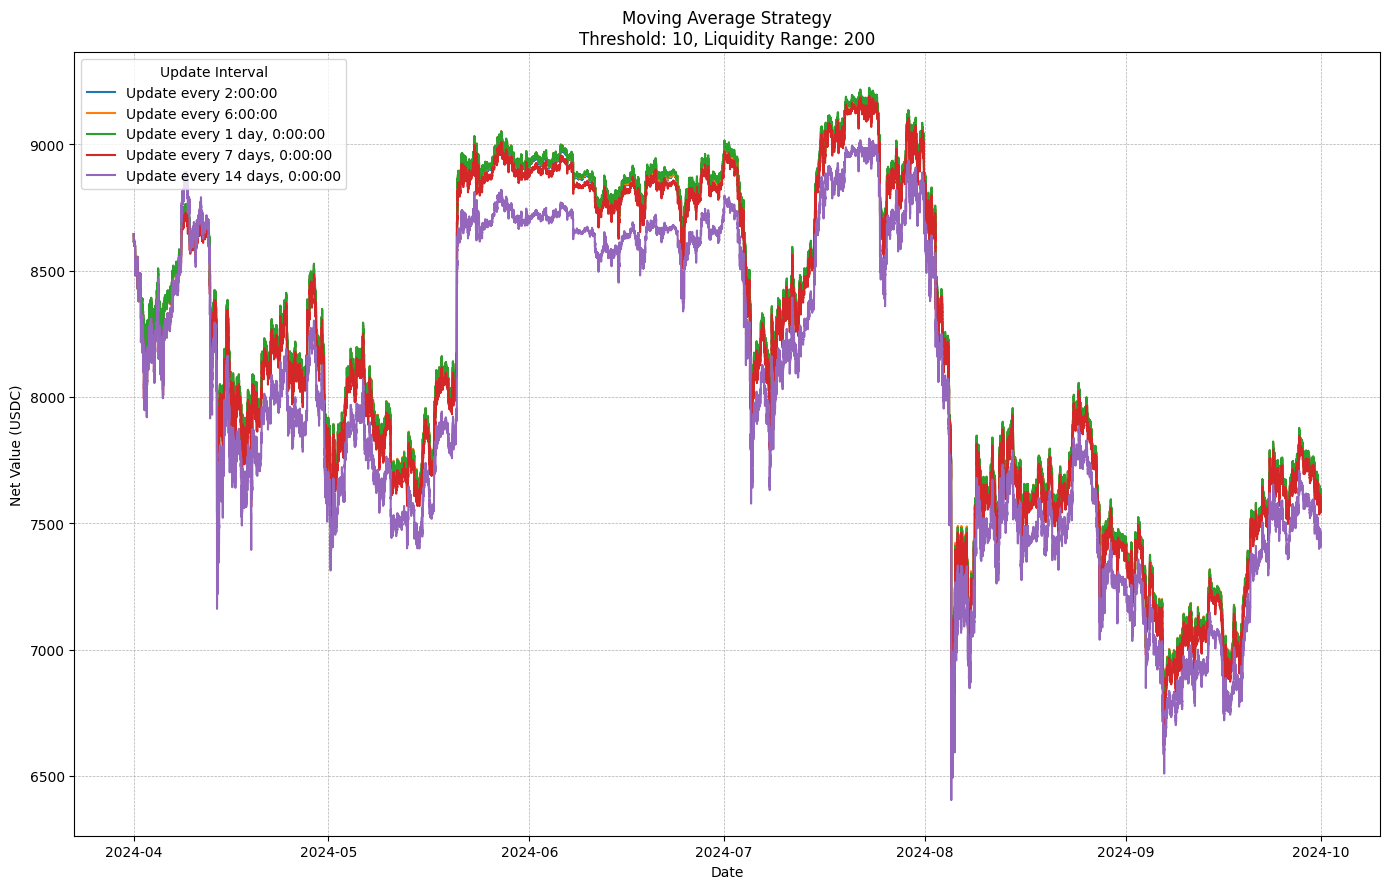 Moving Average Strategy
Threshold: 10, Liquidity Range: 200
Update Interval
Update every 2:00:00
Update every 6:00:00
Update every 1 day, 0:00:00
Update every 7 days, 0:00:00
Update every 14 days, 0:00:00
Net Value (USDC)
9000
8500
8000
7500
7000
6500
2024-04
2024-05
2024-06
2024-07
2024-08
2024-09
2024-10
Date